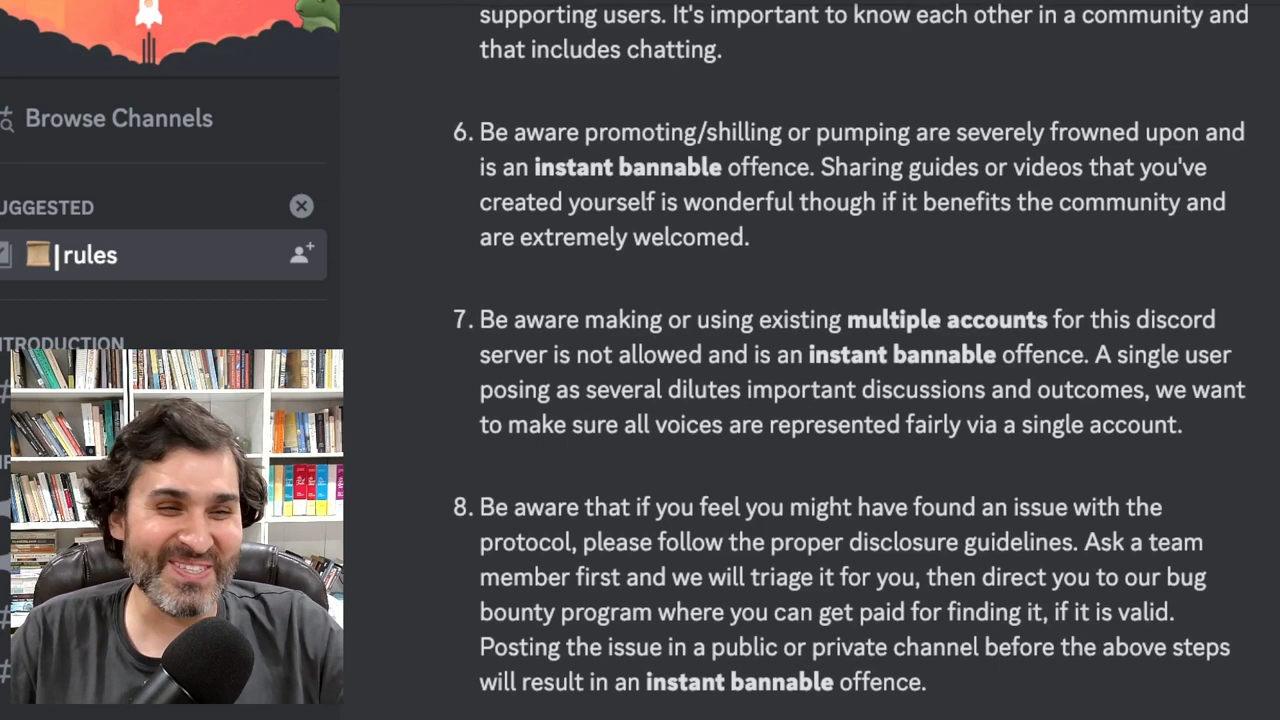 supporting users. It's important to know each other in a community and
that includes chatting.
Browse Channels
6. Be aware promoting/shilling or pumping are severely frowned upon and
is an instant bannable offence. Sharing guides or videos that you've
created yourself is wonderful though if it benefits the community and
are extremely welcomed.
UGGESTED
rules
7. Be aware making or using existing multiple accounts for this discord
server is not allowed and is an instant bannable offence. A single user
posing as several dilutes important discussions and outcomes, we want
to make sure all voices are represented fairly via a single account.
NTRODUCTION
8. Be aware that if you feel you might have found an issue with the
protocol, please follow the proper disclosure guidelines. Ask a team
member first and we will triage it for you, then direct you to our bug
bounty program where you can get paid for finding it, if it is valid.
Posting the issue in a public or private channel before the above steps
will result in an instant bannable offence.